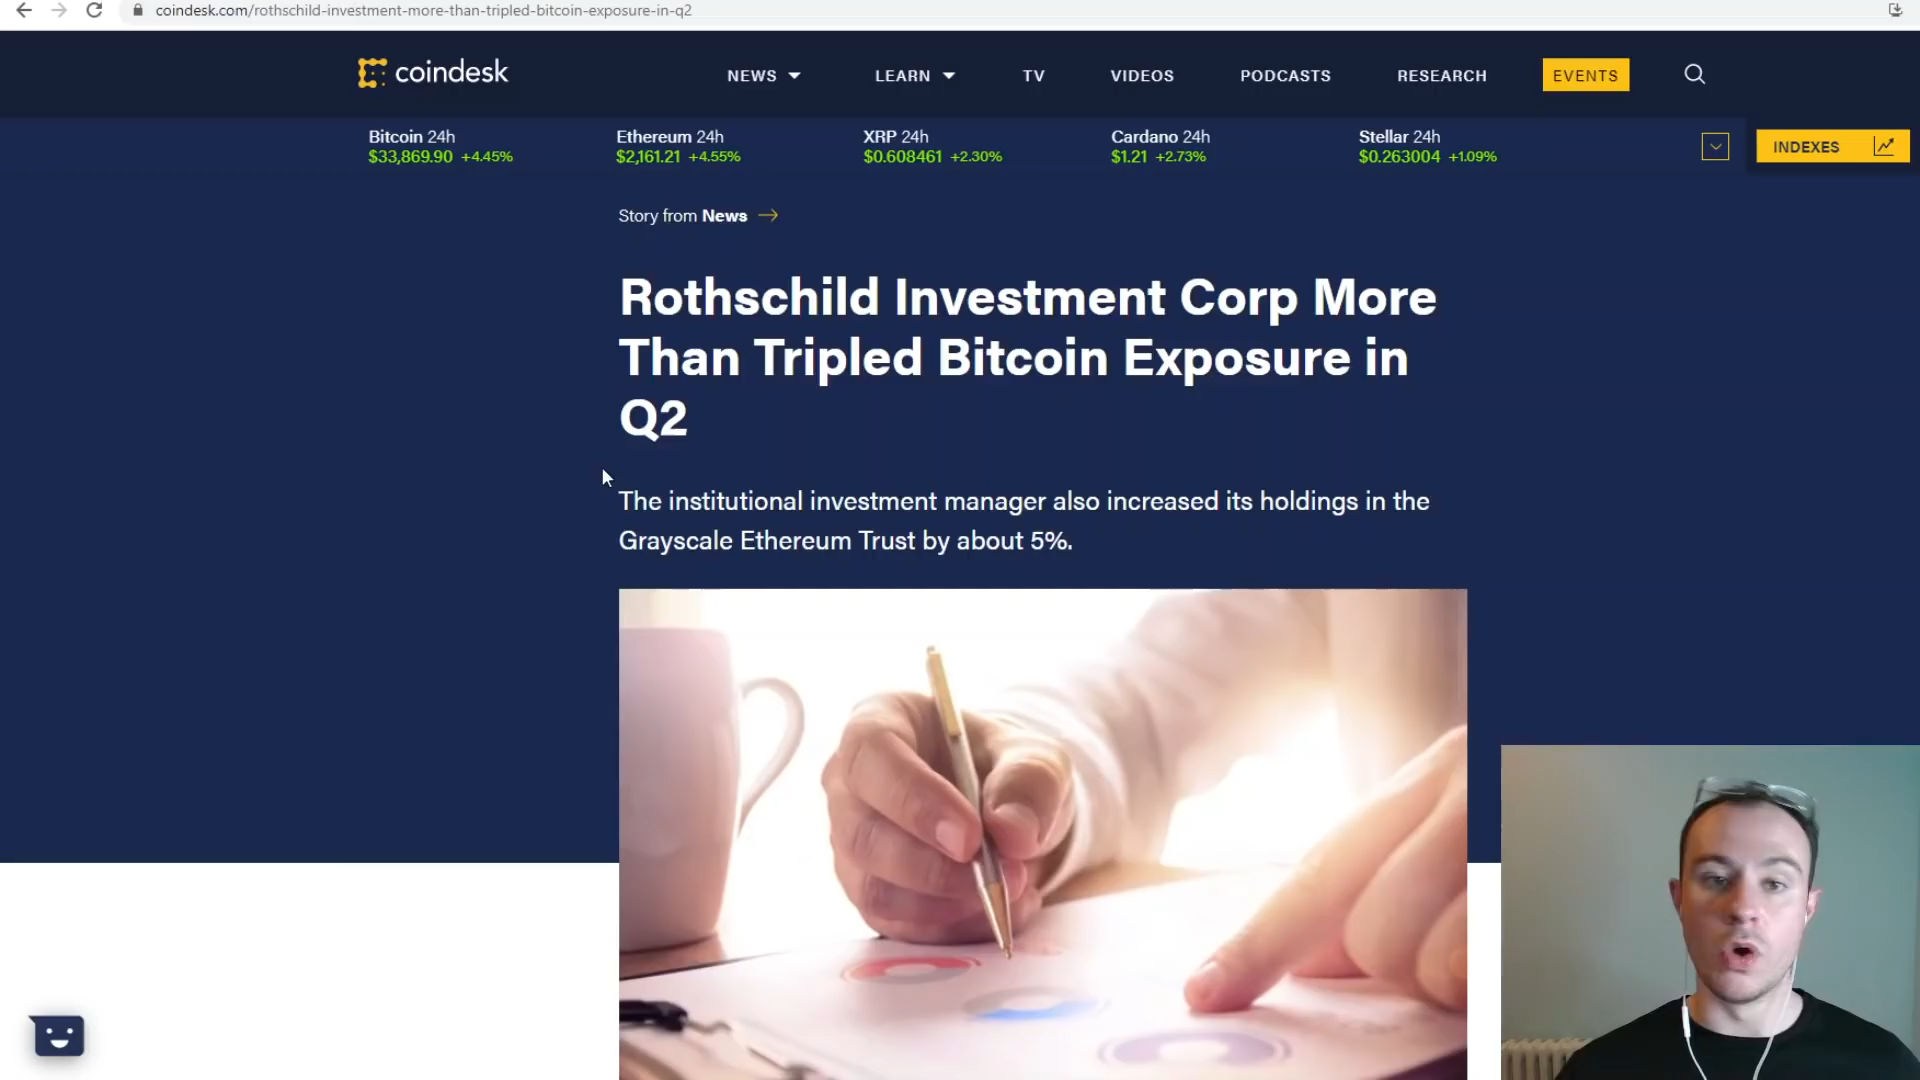 coindesk.com/rothschild-investment-more-than-tripled-bitcoin-exposure-in-q2
coindesk
NEWS
LEARN
TV
VIDEOS
PODCASTS
RESEARCH
EVENTS
Bitcoin 24h
$33,869.90 +4.45%
Ethereum 24h
$2,161.21 +4.55%
XRP 24h
$0.608461 +2.30%
Cardano 24h
$1.21 +2.73%
Stellar 24h
$0.263004 +1.09%
INDEXES
Story from News
Rothschild Investment Corp More
Than Tripled Bitcoin Exposure in
Q2
The institutional investment manager also increased its holdings in the
Grayscale Ethereum Trust by about 5%.